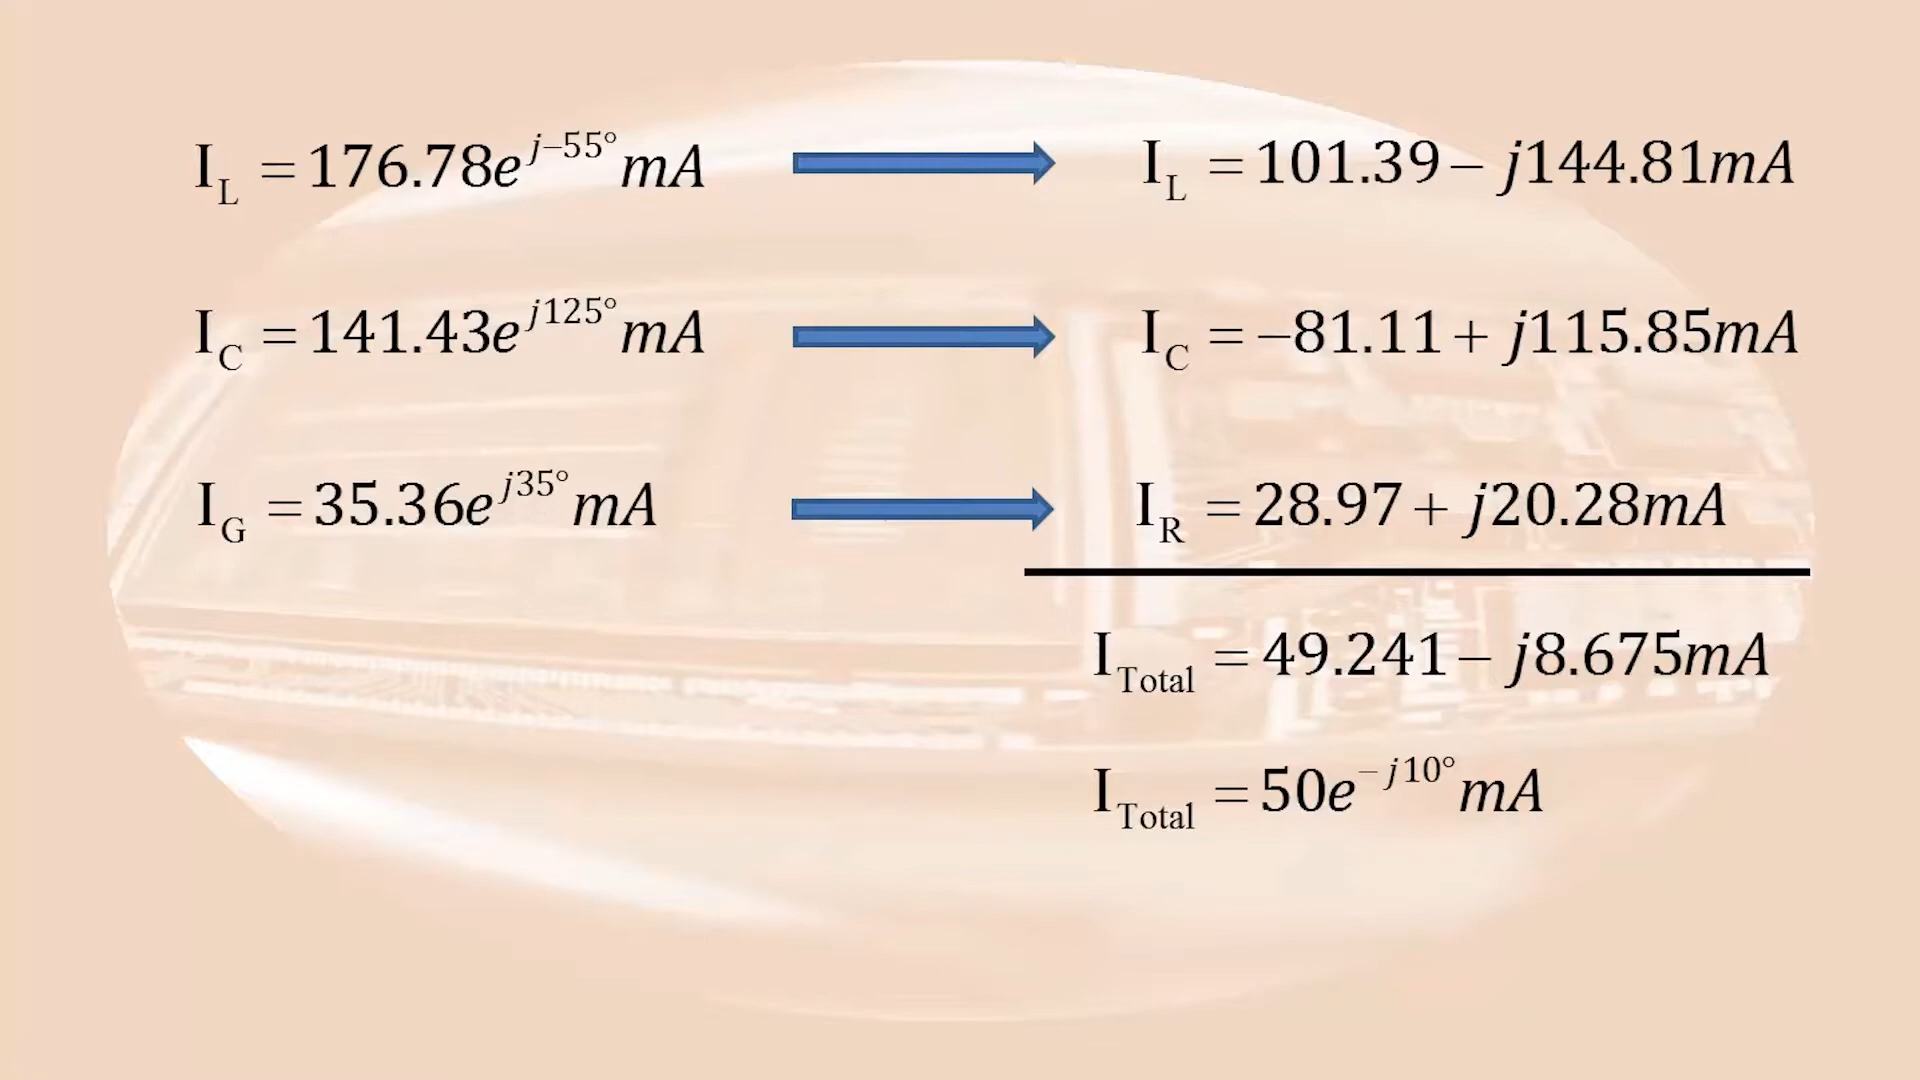 I_L = 176.78e^{j−55°} mA → I_L = 101.39 − j144.81mA
I_C = 141.43e^{j125°} mA → I_C = −81.11 + j115.85mA
I_G = 35.36e^{j35°} mA → I_R = 28.97 + j20.28mA
I_Total = 49.241 − j8.675mA
I_Total = 50e^{−j10°} mA